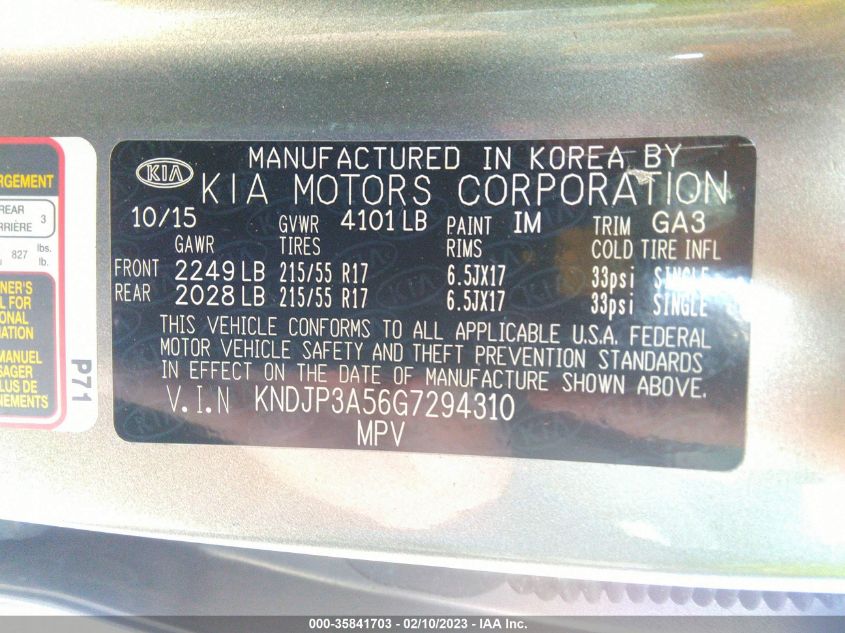 MANUFACTURED IN KOREA BY
KIA KIA MOTORS CORPORATION
10/15 GVWR 4101 LB PAINT IM TRIM GA3
GAWR TIRES RIMS COLD TIRE INFL
FRONT 2249 LB 215/55 R17 6.5JX17 33psi SINGLE
REAR 2028 LB 215/55 R17 6.5JX17 33psi SINGLE
THIS VEHICLE CONFORMS TO ALL APPLICABLE U.S.A. FEDERAL
MOTOR VEHICLE SAFETY AND THEFT PREVENTION STANDARDS
IN EFFECT ON THE DATE OF MANUFACTURE SHOWN ABOVE.
V.I.N KNDJP3A56G7294310
MPV
RGEMENT
REAR
RRIÈRE 3
827 lbs.
lb.
NER'S
L FOR
ONAL
MATION
MANUEL
SAGER
PLUS DE
NEMENTS
P71
000-35841703 - 02/10/2023 - IAA Inc.